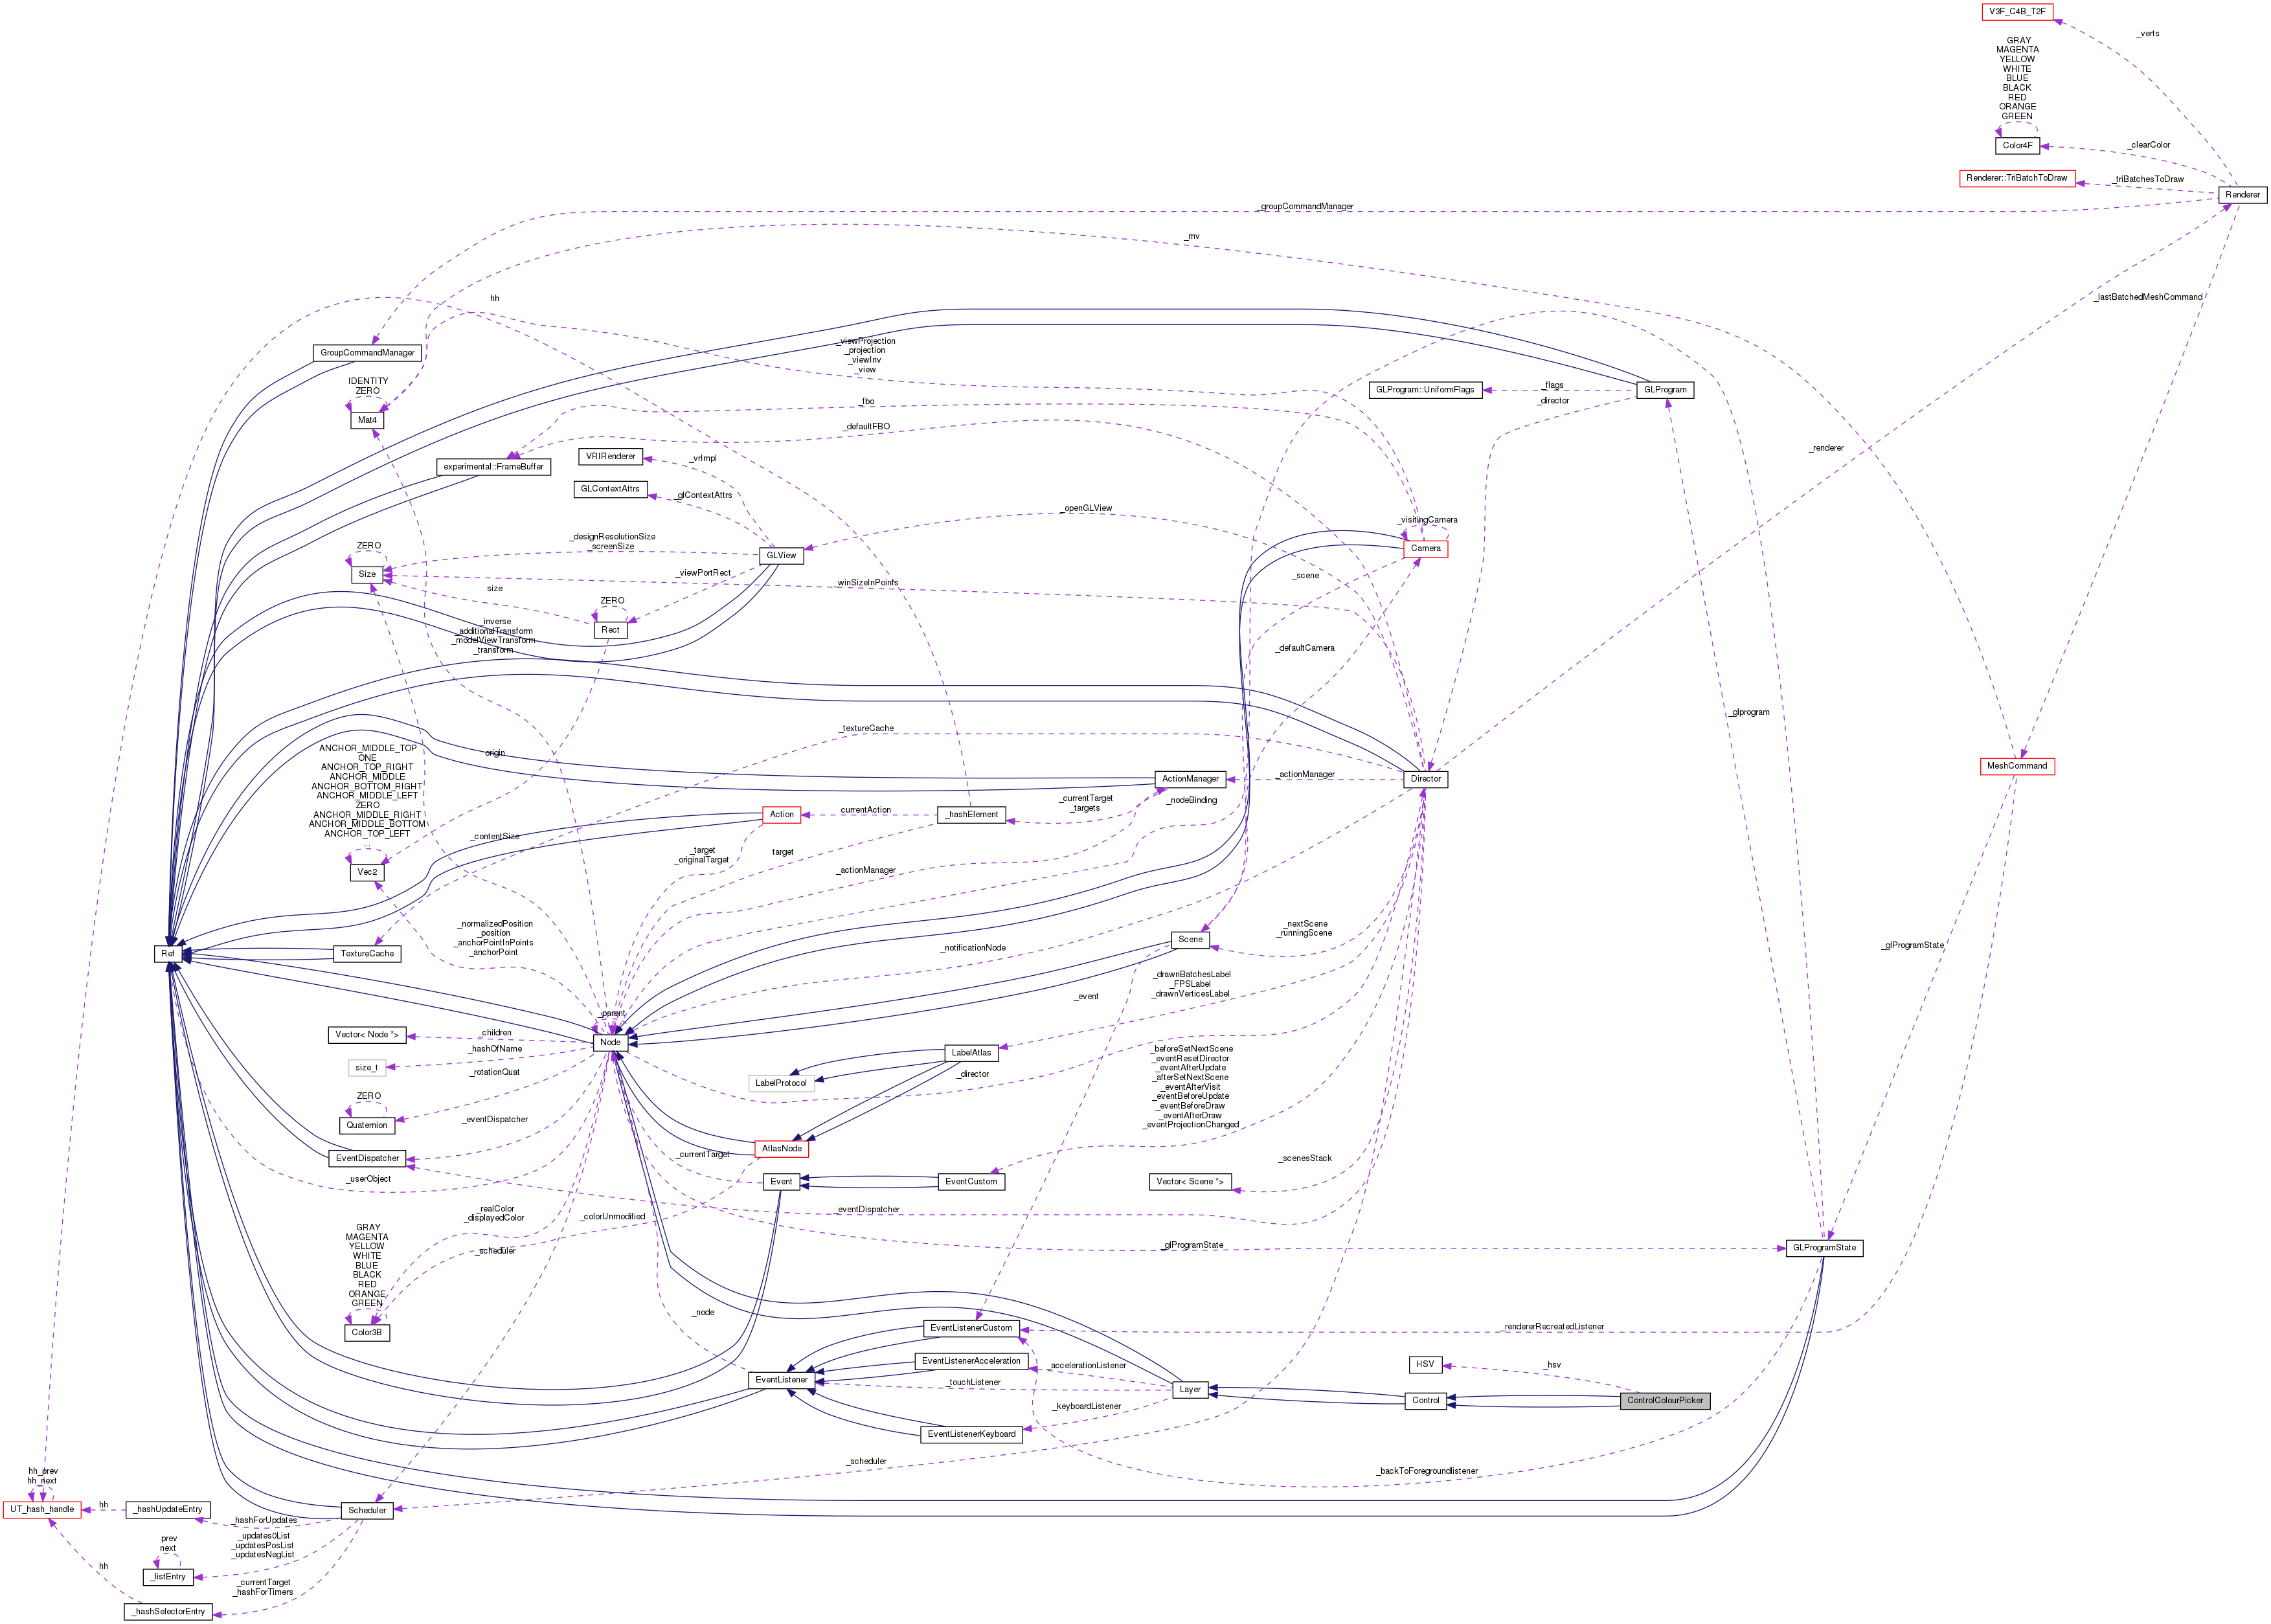 V3F_C4B_T2F
_verts
GRAY
MAGENTA
YELLOW
WHITE
BLUE
BLACK
RED
ORANGE
GREEN
Color4F
_clearColor
Renderer::TriBatchToDraw
_triBatchesToDraw
Renderer
_groupCommandManager
_mv
hh
_lastBatchedMeshCommand
_viewProjection
_projection
_viewInv
_view
GroupCommandManager
IDENTITY
ZERO
Mat4
GLProgram::UniformFlags
_flags
GLProgram
_director
_fbo
_defaultFBO
_renderer
experimental::FrameBuffer
VRIRenderer
_vrImpl
GLContextAttrs
_glContextAttrs
_openGLView
_visitingCamera
Camera
_designResolutionSize
_screenSize
GLView
ZERO
Size
_viewPortRect
_winSizeInPoints
_scene
size
ZERO
Rect
_inverse
_additionalTransform
_modelViewTransform
_transform
_defaultCamera
_glprogram
_textureCache
origin
ANCHOR_MIDDLE_TOP
ONE
ANCHOR_TOP_RIGHT
ANCHOR_MIDDLE
ANCHOR_BOTTOM_RIGHT
ANCHOR_MIDDLE_LEFT
ZERO
ANCHOR_MIDDLE_RIGHT
ANCHOR_MIDDLE_BOTTOM
ANCHOR_TOP_LEFT
...
Vec2
MeshCommand
ActionManager
_actionManager
Director
_currentTarget
_targets
_nodeBinding
Action
currentAction
_hashElement
_contentSize
_target
_originalTarget
target
_actionManager
_normalizedPosition
_position
_anchorPointInPoints
_anchorPoint
_notificationNode
_nextScene
_runningScene
Scene
_glProgramState
Ref
TextureCache
_drawnBatchesLabel
_FPSLabel
_drawnVerticesLabel
_event
_parent
Node
Vector< Node *>
_children
_hashOfName
size_t
_rotationQuat
LabelAtlas
LabelProtocol
_director
_beforeSetNextScene
_eventResetDirector
_eventAfterUpdate
_afterSetNextScene
_eventAfterVisit
_eventBeforeUpdate
_eventBeforeDraw
_eventAfterDraw
_eventProjectionChanged
ZERO
Quaternion
_eventDispatcher
EventDispatcher
AtlasNode
_currentTarget
_scenesStack
_userObject
Event
EventCustom
Vector< Scene *>
_realColor
_displayedColor
_colorUnmodified
_eventDispatcher
_scheduler
_glProgramState
GLProgramState
GRAY
MAGENTA
YELLOW
WHITE
BLUE
BLACK
RED
ORANGE
GREEN
Color3B
_node
EventListenerCustom
_rendererRecreatedListener
EventListenerAcceleration
_accelerationListener
HSV
_hsv
EventListener
_touchListener
Layer
Control
ControlColourPicker
_keyboardListener
EventListenerKeyboard
_scheduler
_backToForegroundlistener
hh_prev
hh_next
UT_hash_handle
hh
_hashUpdateEntry
Scheduler
_hashForUpdates
_updates0List
_updatesPosList
_updatesNegList
prev
next
_listEntry
hh
_currentTarget
_hashForTimers
_hashSelectorEntry